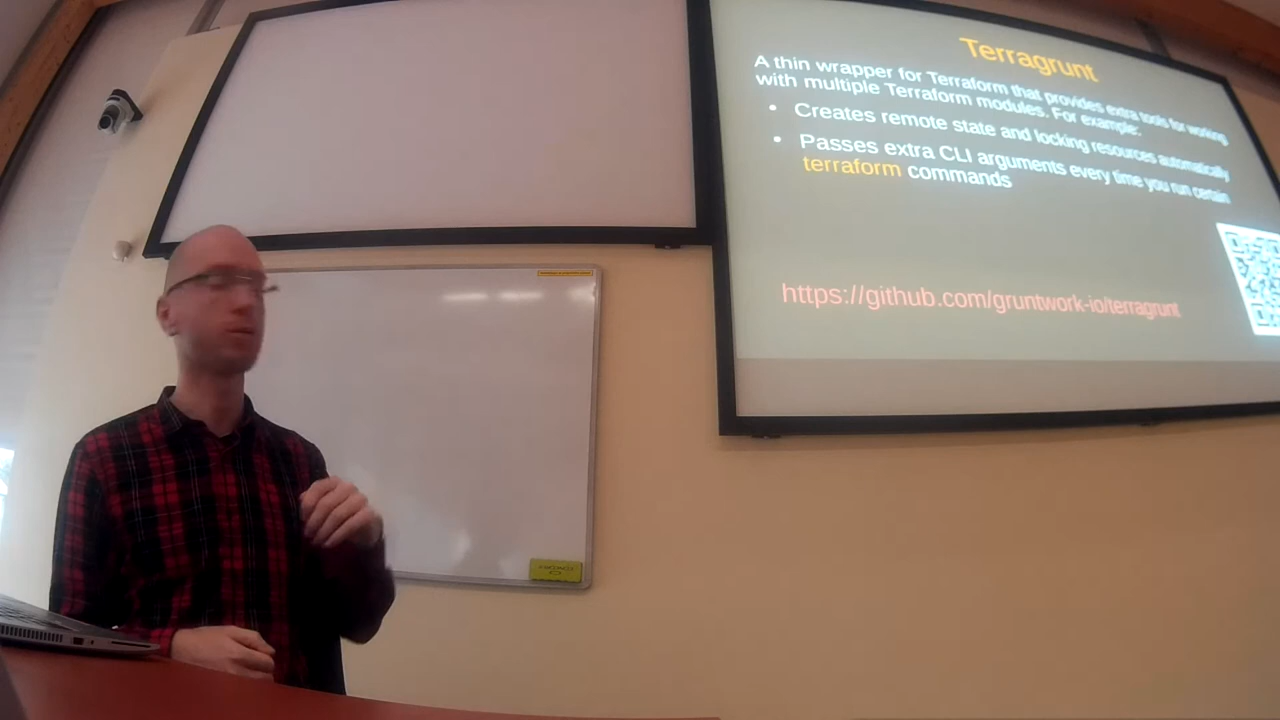 Terragrunt
A thin wrapper for Terraform that provides extra tools for working
with multiple Terraform modules. For example:
• Creates remote state and locking resources automatically
• Passes extra CLI arguments every time you run certain
terraform commands
https://github.com/gruntwork-io/terragrunt